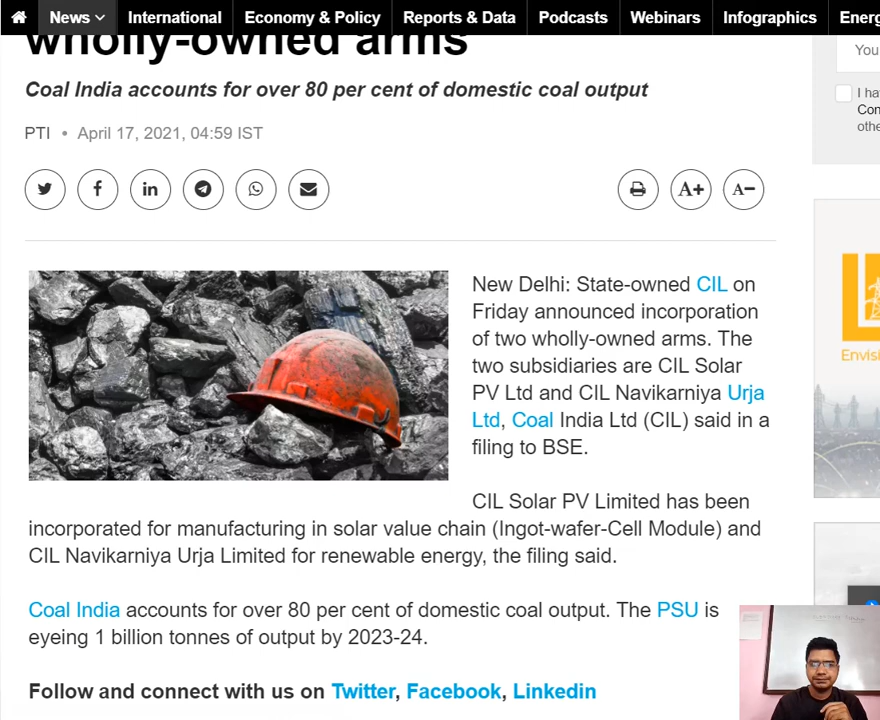 News International Economy & Policy Reports & Data Podcasts Webinars Infographics Energ
wholly-owned arms
Coal India accounts for over 80 per cent of domestic coal output
PTI • April 17, 2021, 04:59 IST
A+ A−
New Delhi: State-owned CIL on
Friday announced incorporation
of two wholly-owned arms. The
two subsidiaries are CIL Solar
PV Ltd and CIL Navikarniya Urja
Ltd, Coal India Ltd (CIL) said in a
filing to BSE.
CIL Solar PV Limited has been
incorporated for manufacturing in solar value chain (Ingot-wafer-Cell Module) and
CIL Navikarniya Urja Limited for renewable energy, the filing said.
Coal India accounts for over 80 per cent of domestic coal output. The PSU is
eyeing 1 billion tonnes of output by 2023-24.
Follow and connect with us on Twitter, Facebook, Linkedin
You
I ha
Con
othe
Envisi